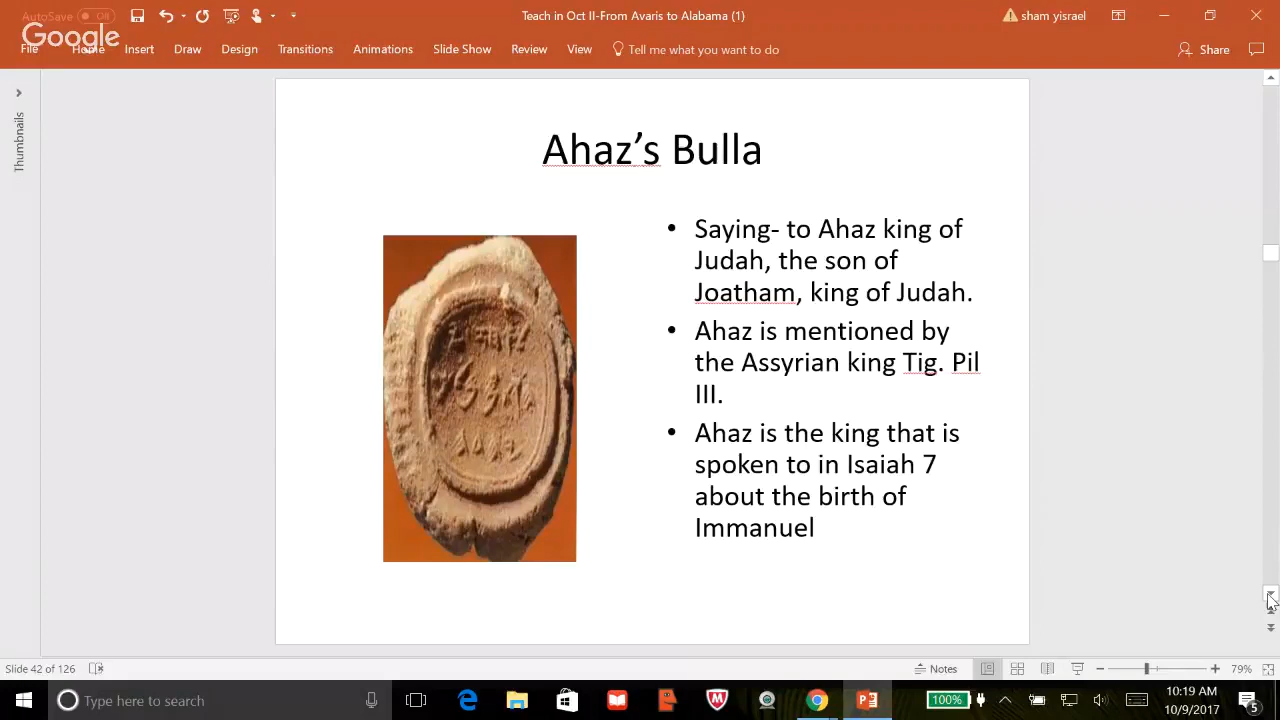 AutoSave Off
Teach in Oct II-From Avaris to Alabama (1)
sham yisrael
Google
File
Home
Insert
Draw
Design
Transitions
Animations
Slide Show
Review
View
Tell me what you want to do
Share
Thumbnails
Ahaz’s Bulla
• Saying- to Ahaz king of
Judah, the son of
Joatham, king of Judah.
• Ahaz is mentioned by
the Assyrian king Tig. Pil
III.
• Ahaz is the king that is
spoken to in Isaiah 7
about the birth of
Immanuel
Slide 42 of 126
Notes
79%
Type here to search
100%
10:19 AM
10/9/2017
5